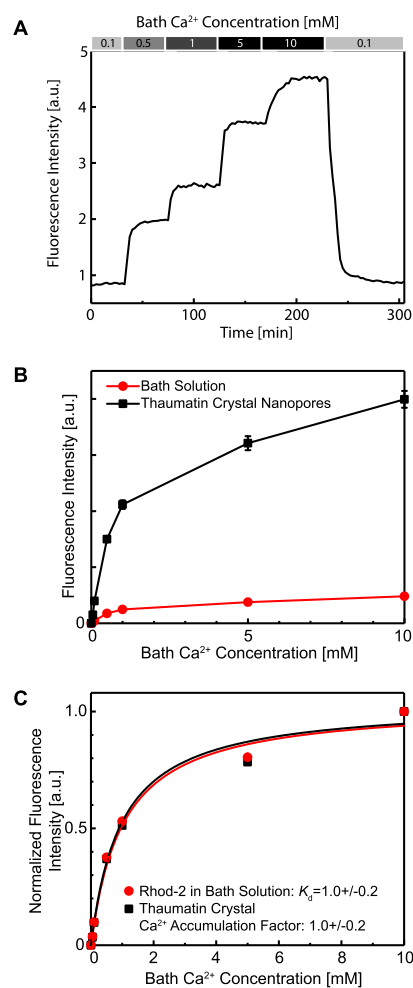 A
Bath Ca²⁺ Concentration [mM]
0.1 0.5 1 5 10 0.1
Fluorescence Intensity [a.u.]
5
4
3
2
1
0 100 200 300
Time [min]
B
Bath Solution
Thaumatin Crystal Nanopores
Fluorescence Intensity [a.u.]
0
0 5 10
Bath Ca²⁺ Concentration [mM]
C
Normalized Fluorescence
Intensity [a.u.]
1.0
0.5
0
Rhod-2 in Bath Solution: Kd=1.0+/-0.2
Thaumatin Crystal
Ca²⁺ Accumulation Factor: 1.0+/-0.2
0 2 4 6 8 10
Bath Ca²⁺ Concentration [mM]